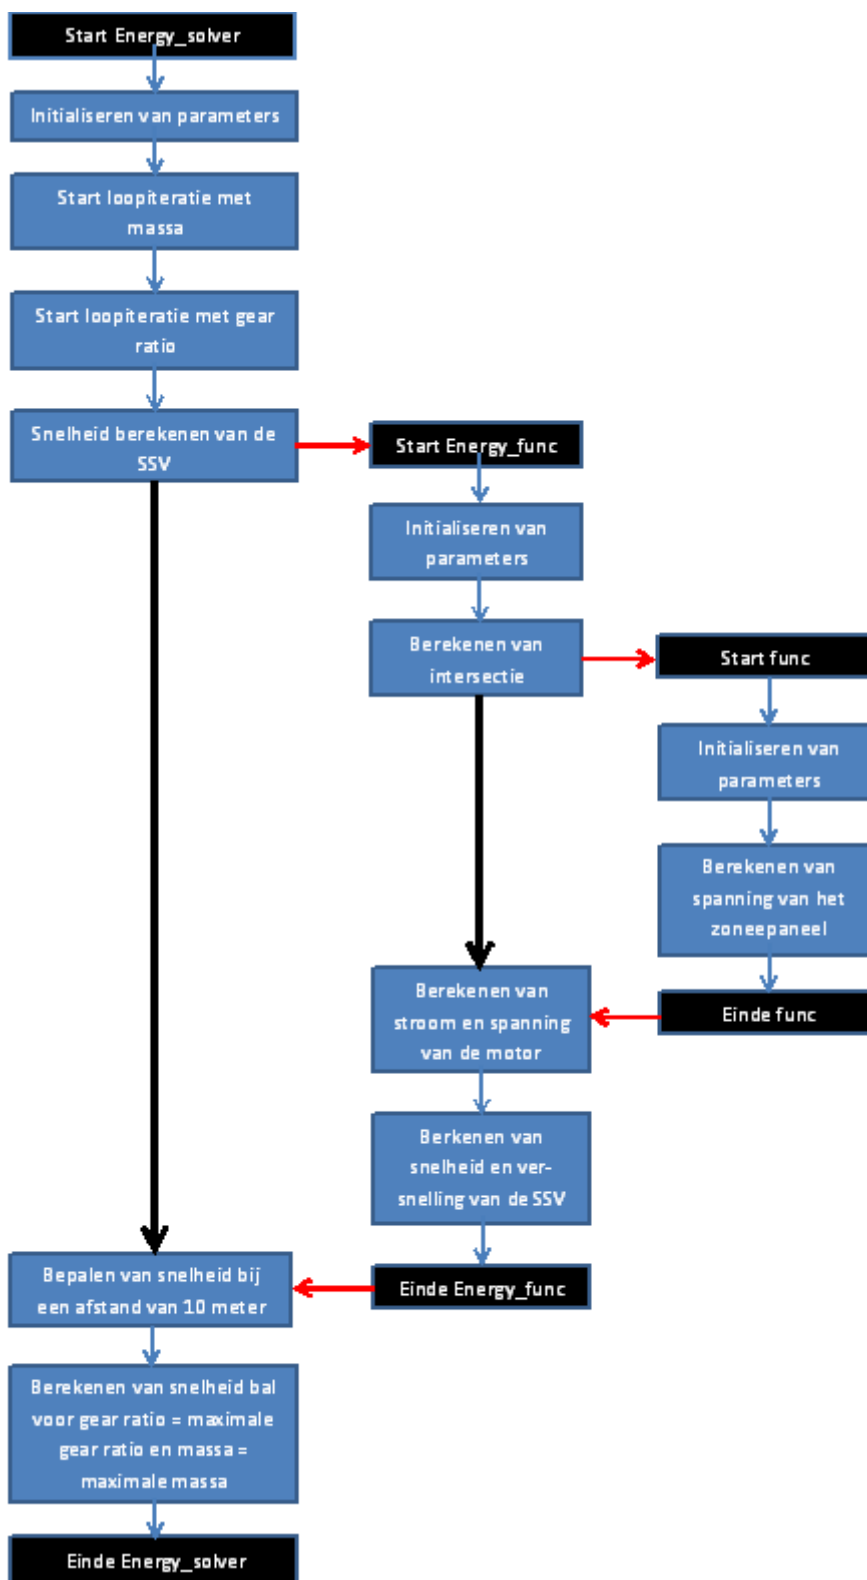 Start Energy_solver
Initialiseren van parameters
Start loopiteratie met
massa
Start loopiteratie met gear
ratio
Snelheid berekenen van de
SSV
Start Energy_func
Initialiseren van
parameters
Berekenen van
intersectie
Start func
Initialiseren van
parameters
Berekenen van
spanning van het
zoneepaneel
Einde func
Berekenen van
stroom en spanning
van de motor
Berkenen van
snelheid en ver-
snelling van de SSV
Einde Energy_func
Bepalen van snelheid bij
een afstand van 10 meter
Berekenen van snelheid bal
voor gear ratio = maximale
gear ratio en massa =
maximale massa
Einde Energy_solver